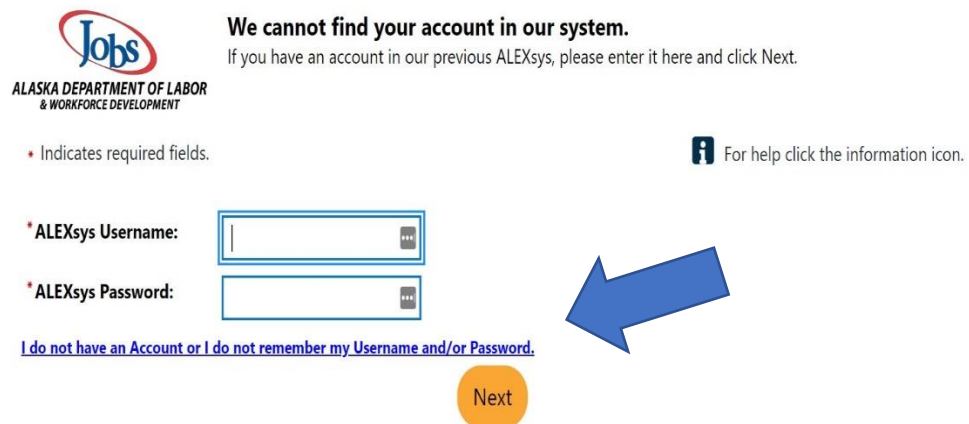 Jobs
ALASKA DEPARTMENT OF LABOR
& WORKFORCE DEVELOPMENT
We cannot find your account in our system.
If you have an account in our previous ALEXsys, please enter it here and click Next.
* Indicates required fields.
i For help click the information icon.
*ALEXsys Username:
*ALEXsys Password:
I do not have an Account or I do not remember my Username and/or Password.
Next